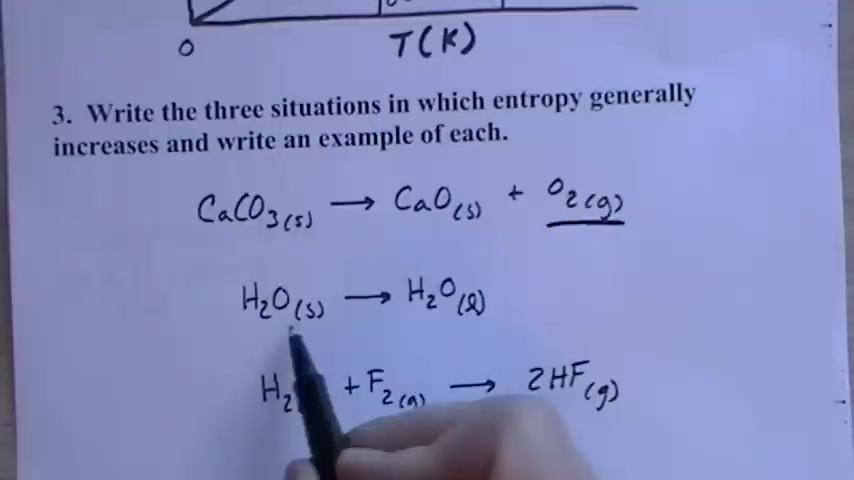 0 T(K)
3. Write the three situations in which entropy generally
increases and write an example of each.
CaCO₃(s) → CaO(s) + O₂(g)
H₂O(s) → H₂O(l)
H₂ + F₂(g) → 2HF(g)